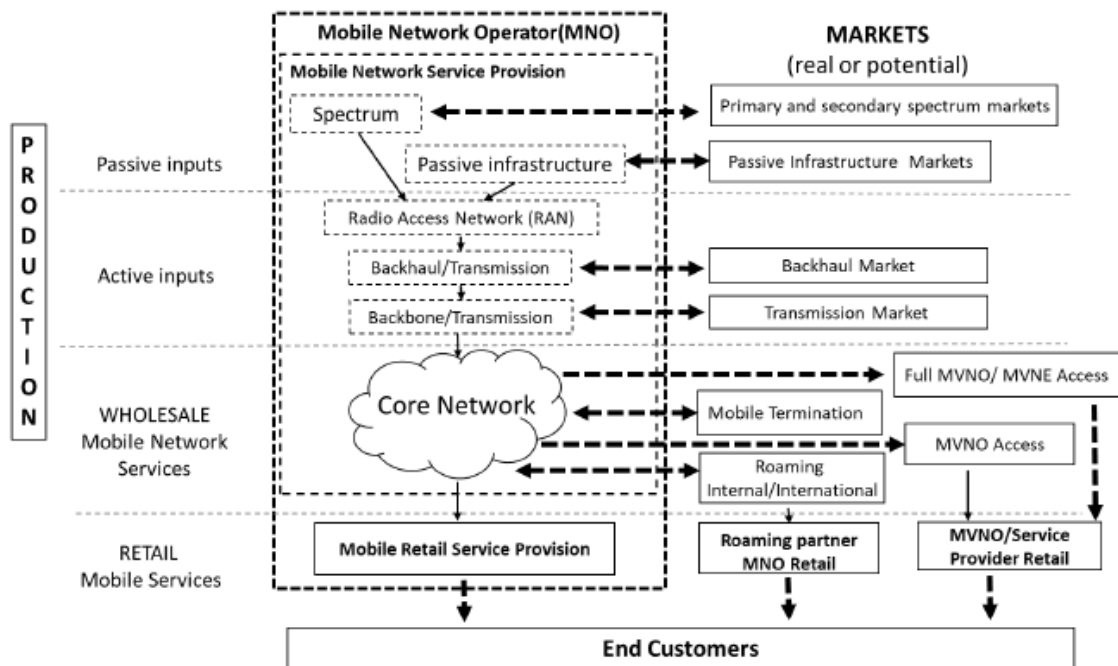 Mobile Network Operator(MNO)
MARKETS
(real or potential)
Mobile Network Service Provision
Spectrum
Primary and secondary spectrum markets
PRODUCTION
Passive inputs
Passive infrastructure
Passive Infrastructure Markets
Radio Access Network (RAN)
Active inputs
Backhaul/Transmission
Backhaul Market
Backbone/Transmission
Transmission Market
Core Network
Full MVNO/ MVNE Access
WHOLESALE
Mobile Network
Services
Mobile Termination
MVNO Access
Roaming
Internal/International
RETAIL
Mobile Services
Mobile Retail Service Provision
Roaming partner
MNO Retail
MVNO/Service
Provider Retail
End Customers